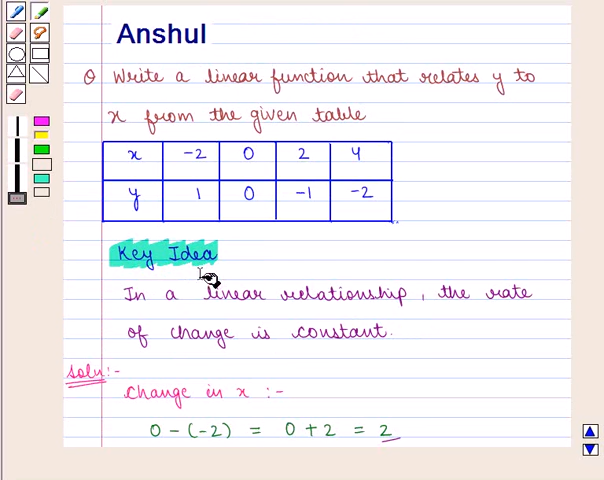 Anshul
Q Write a linear function that relates y to
x from the given table
x -2 0 2 4
y 1 0 -1 -2
Key Idea
In a linear relationship, the rate
of change is constant.
Soln:-
Change in x :-
0 - (-2) = 0 + 2 = 2